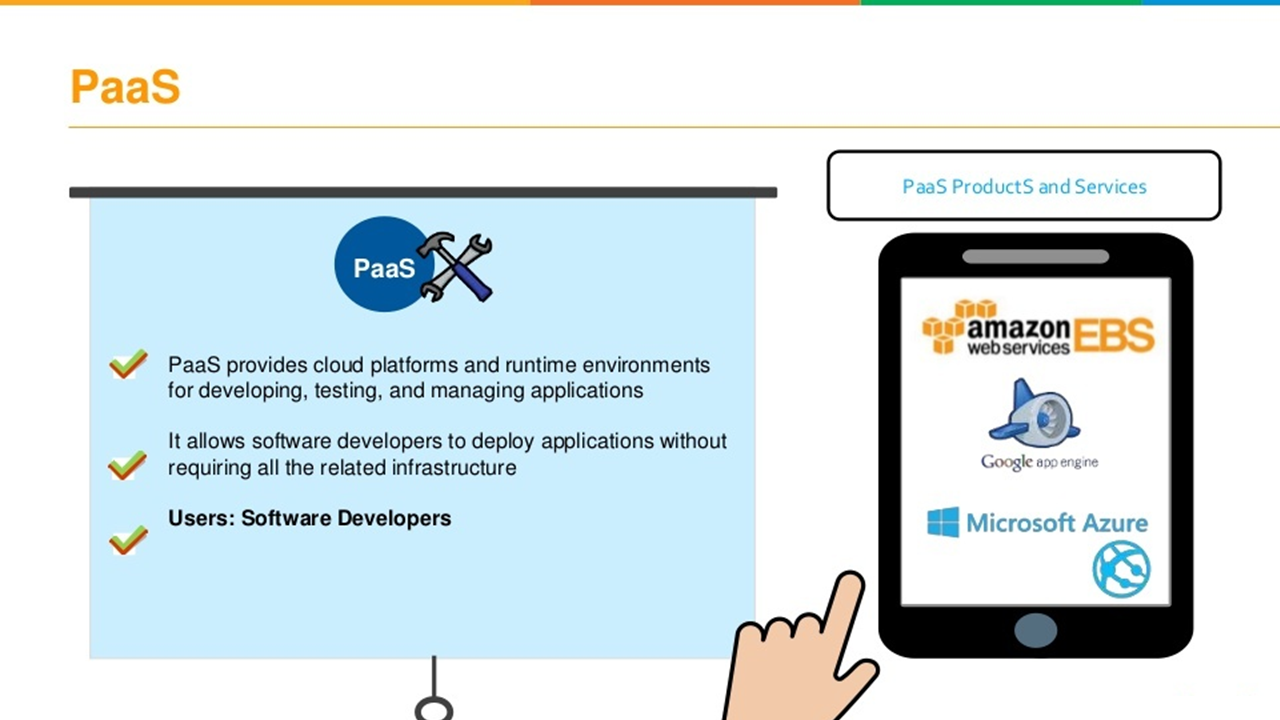 PaaS
PaaS ProductS and Services
PaaS
PaaS provides cloud platforms and runtime environments
for developing, testing, and managing applications
It allows software developers to deploy applications without
requiring all the related infrastructure
Users: Software Developers
amazon EBS
web services
Google app engine
Microsoft Azure